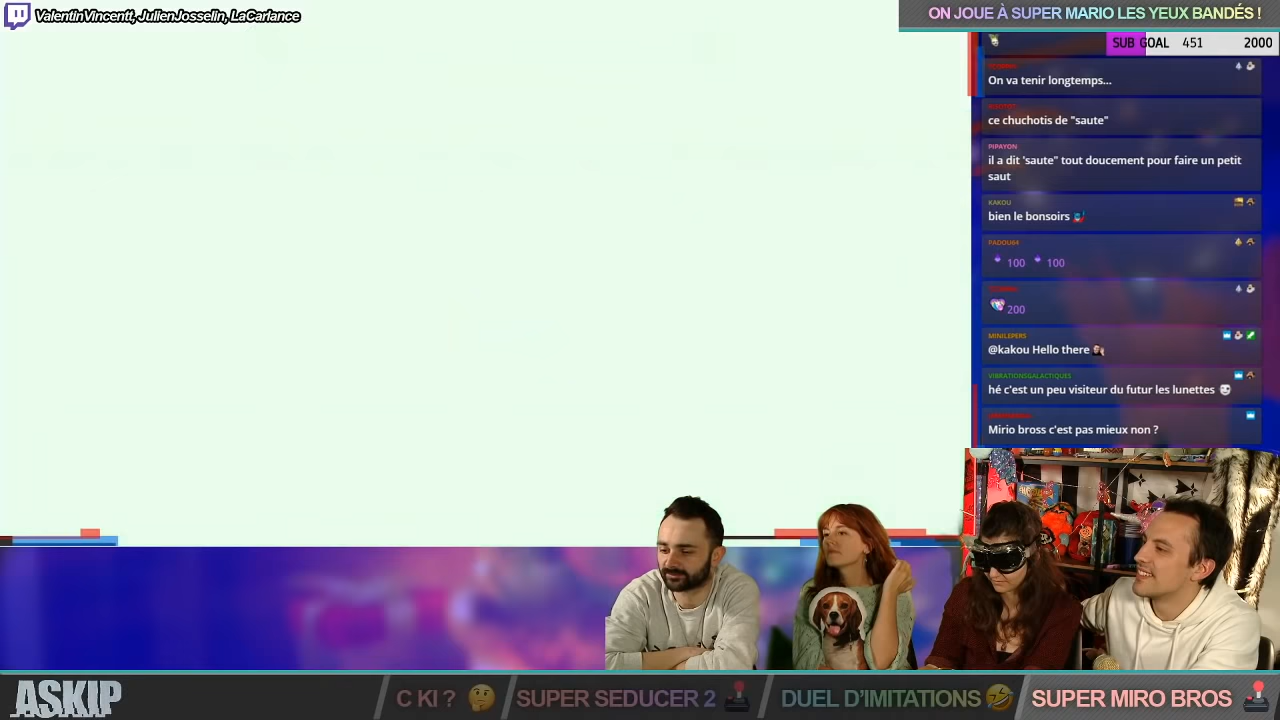 ValentinVincentt, JulienJosselin, LaCarlance
ON JOUE À SUPER MARIO LES YEUX BANDÉS !
SUB GOAL 451 2000
On va tenir longtemps...
ce chuchotis de "saute"
PIPAYON
il a dit 'saute" tout doucement pour faire un petit
saut
KAKOU
bien le bonsoirs
PADOU64
100 100
200
MINILEPERS
@kakou Hello there
VIBRATIONSGALACTIQUES
hé c'est un peu visiteur du futur les lunettes
Mirio bross c'est pas mieux non ?
ASKIP
C KI ? SUPER SEDUCER 2 DUEL D'IMITATIONS SUPER MIRO BROS